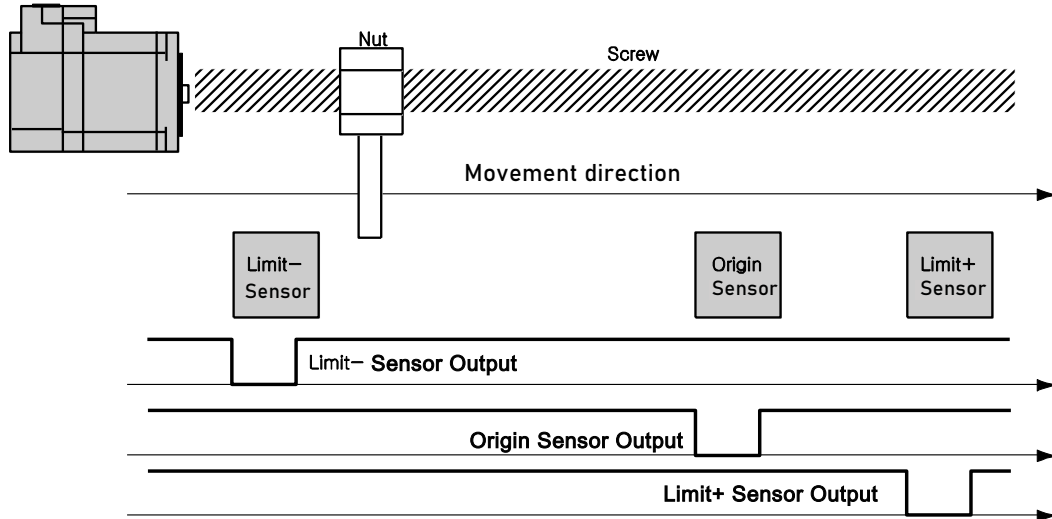 Nut
Screw
Movement direction
Limit−
Sensor
Origin
Sensor
Limit+
Sensor
Limit− Sensor Output
Origin Sensor Output
Limit+ Sensor Output